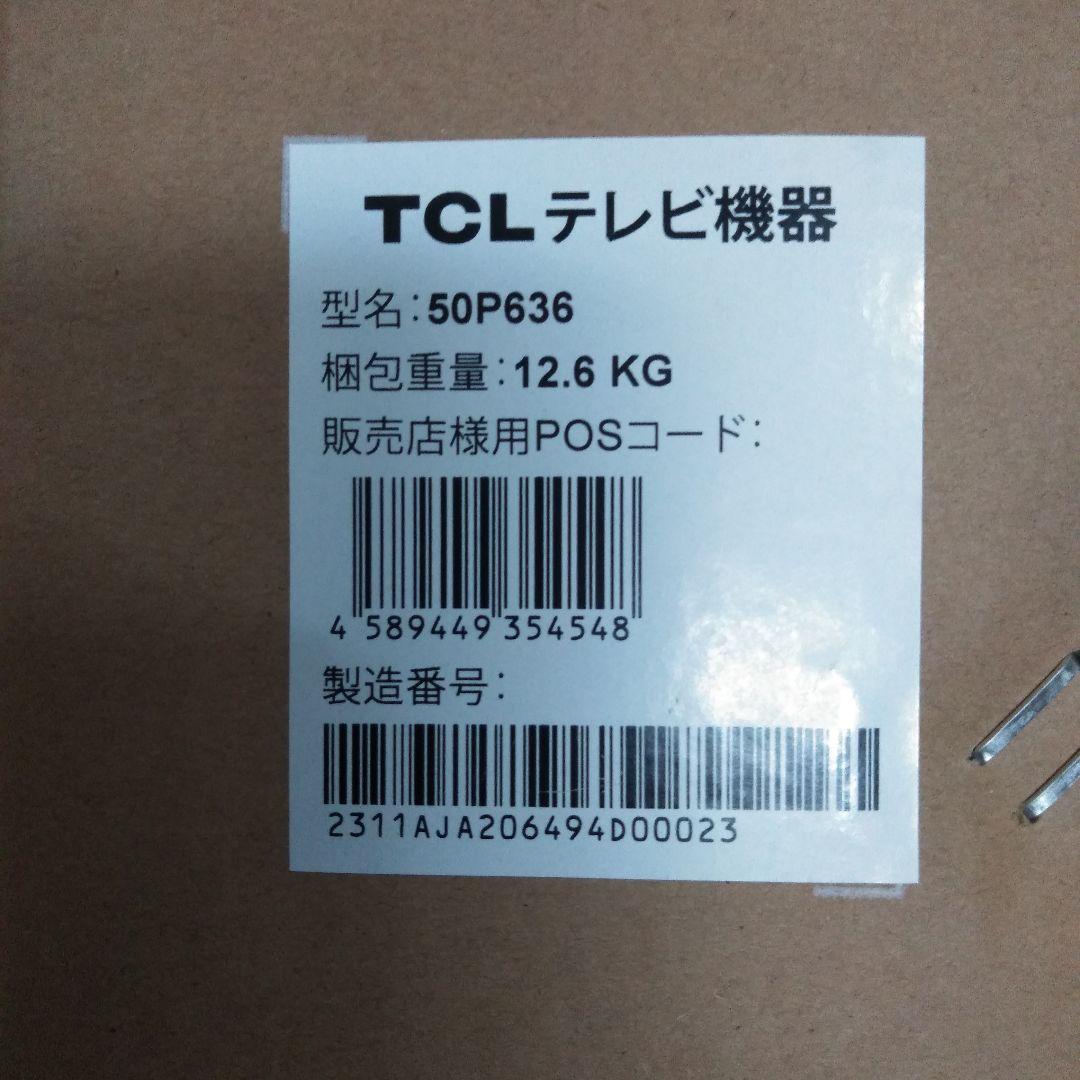 TCLテレビ機器
型名：50P636
梱包重量：12.6 KG
販売店様用POSコード：
4 589449 354548
製造番号：
2311AJA206494D00023